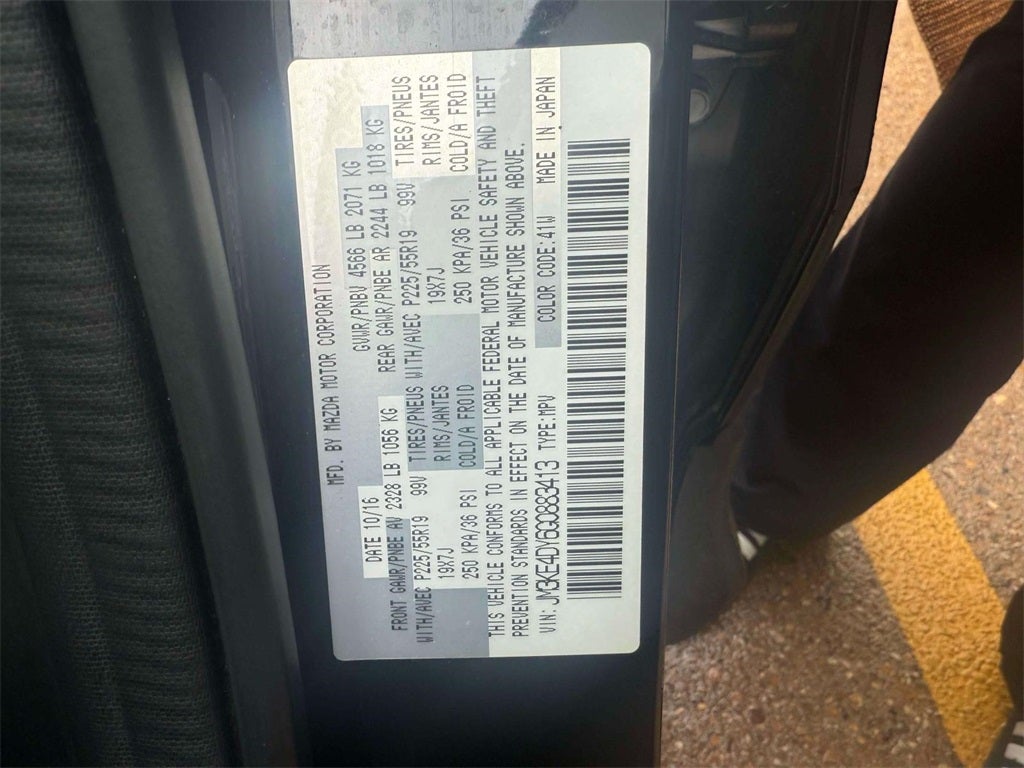 MFD. BY MAZDA MOTOR CORPORATION
DATE 10/16 GVWR/PNBV 4566 LB 2071 KG
FRONT GAWR/PNBE AV 2328 LB 1056 KG REAR GAWR/PNBE AR 2244 LB 1018 KG
WITH/AVEC P225/55R19 98V TIRES/PNEUS WITH/AVEC P225/55R19 99V TIRES/PNEUS
19X7J RIMS/JANTES 19X7J RIMS/JANTES
250 KPA/36 PSI COLD/A FROID 250 KPA/36 PSI COLD/A FROID
THIS VEHICLE CONFORMS TO ALL APPLICABLE FEDERAL MOTOR VEHICLE SAFETY AND THEFT
PREVENTION STANDARDS IN EFFECT ON THE DATE OF MANUFACTURE SHOWN ABOVE.
VIN: JM3KE4DY6G0883413 TYPE:MPV COLOR CODE:41W MADE IN JAPAN